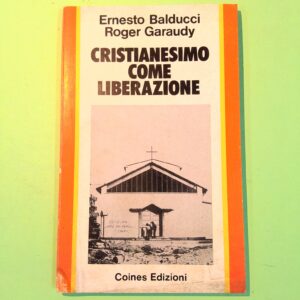 Ernesto Balducci
Roger Garaudy
CRISTIANESIMO
COME
LIBERAZIONE
Coines Edizioni